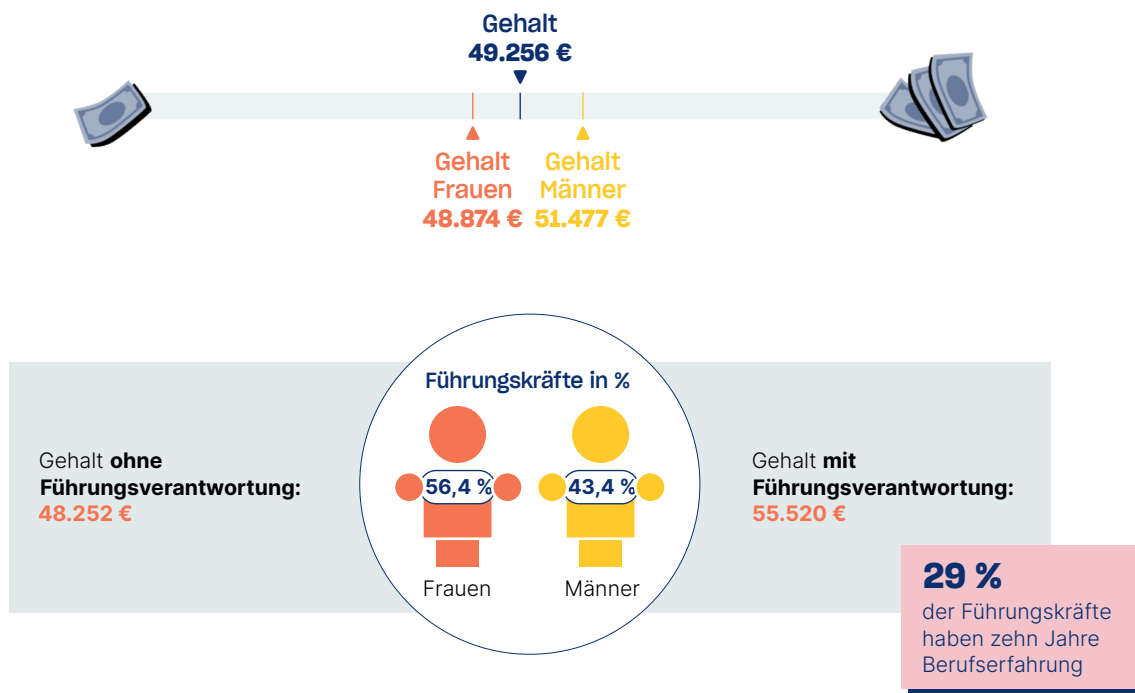 Gehalt
49.256 €
Gehalt
Frauen
48.874 €
Gehalt
Männer
51.477 €
Führungskräfte in %
56,4 %
43,4 %
Frauen
Männer
Gehalt ohne
Führungsverantwortung:
48.252 €
Gehalt mit
Führungsverantwortung:
55.520 €
29 %
der Führungskräfte
haben zehn Jahre
Berufserfahrung